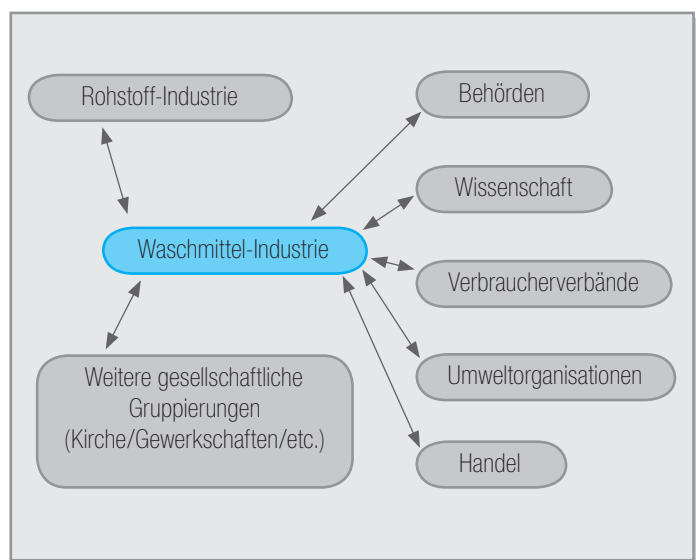 Rohstoff-Industrie
Behörden
Wissenschaft
Waschmittel-Industrie
Verbraucherverbände
Weitere gesellschaftliche
Gruppierungen
(Kirche/Gewerkschaften/etc.)
Umweltorganisationen
Handel